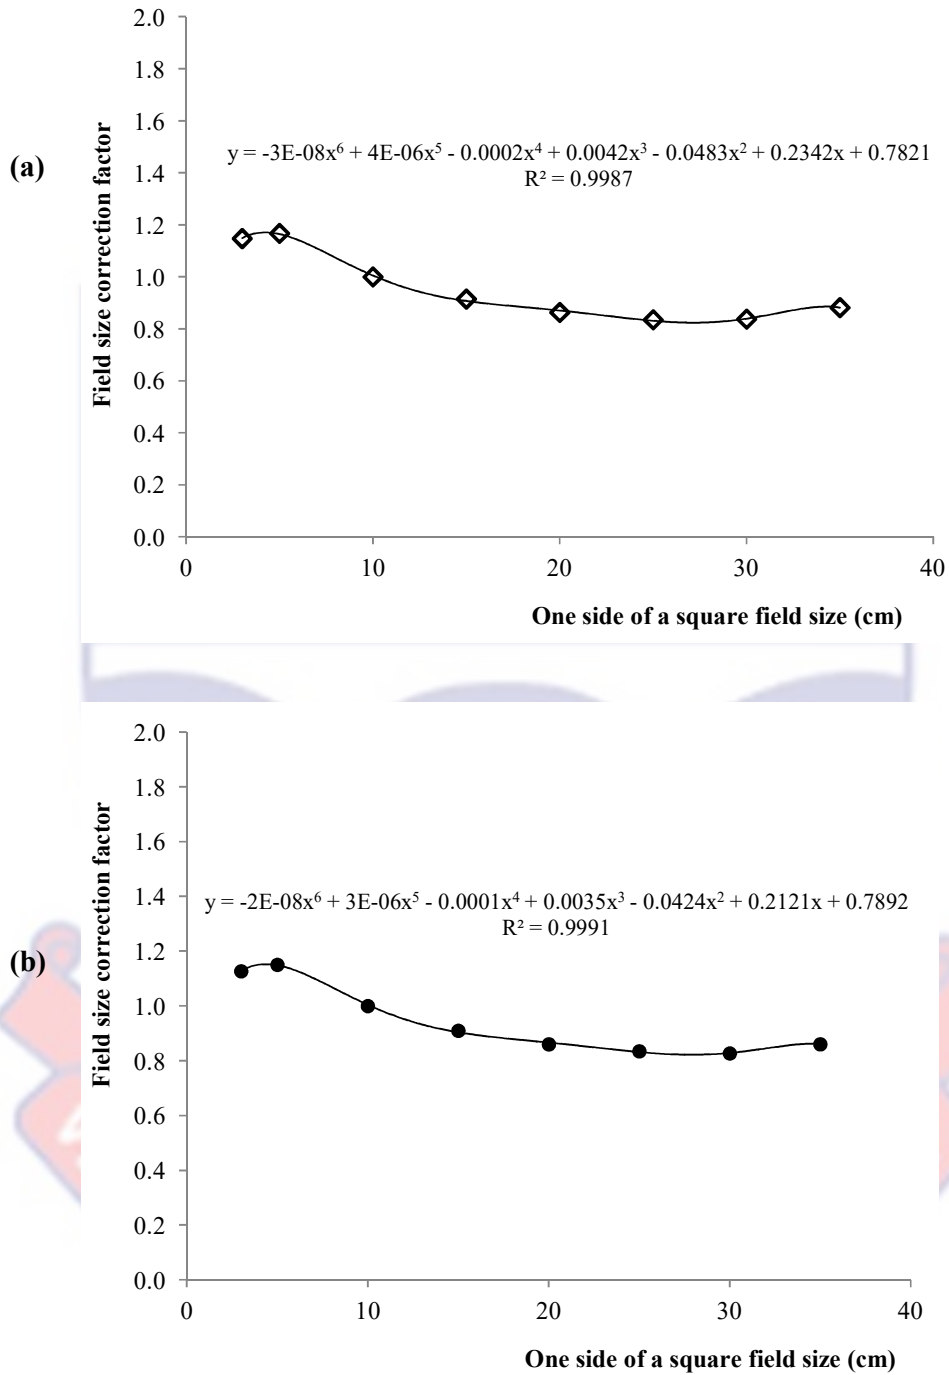 (a)
Field size correction factor
2.0
1.8
1.6
1.4
1.2
1.0
0.8
0.6
0.4
0.2
0.0
y = -3E-08x⁶ + 4E-06x⁵ - 0.0002x⁴ + 0.0042x³ - 0.0483x² + 0.2342x + 0.7821
R² = 0.9987
0 10 20 30 40
One side of a square field size (cm)
(b)
Field size correction factor
2.0
1.8
1.6
1.4
1.2
1.0
0.8
0.6
0.4
0.2
0.0
y = -2E-08x⁶ + 3E-06x⁵ - 0.0001x⁴ + 0.0035x³ - 0.0424x² + 0.2121x + 0.7892
R² = 0.9991
0 10 20 30 40
One side of a square field size (cm)